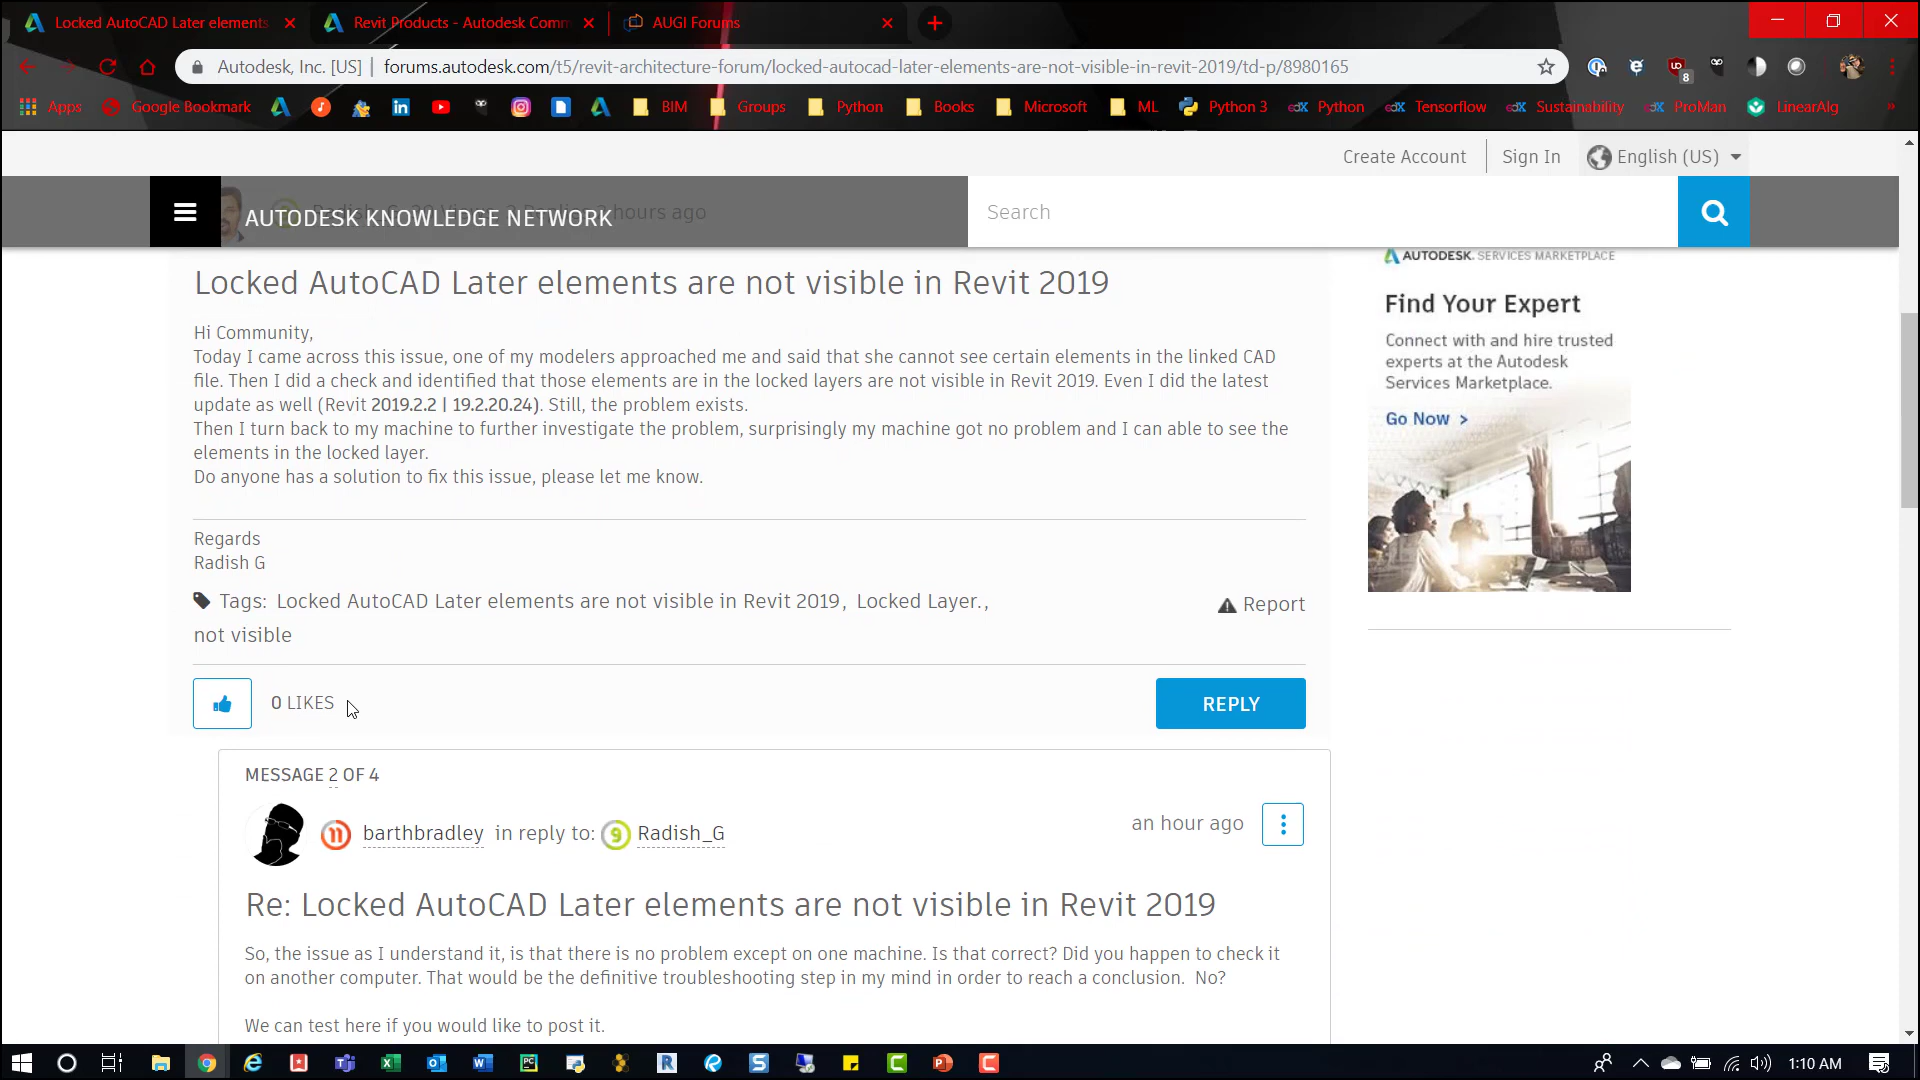 Locked AutoCAD Later elements
Revit Products - Autodesk Comm
AUGI Forums
Autodesk, Inc. [US] | forums.autodesk.com/t5/revit-architecture-forum/locked-autocad-later-elements-are-not-visible-in-revit-2019/td-p/8980165
8
Apps Google Bookmark BIM Groups Python Books Microsoft ML Python 3 edX Python edX Tensorflow edX Sustainability edX ProMan LinearAlg »
Create Account Sign In English (US)
AUTODESK KNOWLEDGE NETWORK
hours ago
Search
AUTODESK. SERVICES MARKETPLACE
Find Your Expert
Connect with and hire trusted
experts at the Autodesk
Services Marketplace.
Go Now >
Locked AutoCAD Later elements are not visible in Revit 2019
Hi Community,
Today I came across this issue, one of my modelers approached me and said that she cannot see certain elements in the linked CAD
file. Then I did a check and identified that those elements are in the locked layers are not visible in Revit 2019. Even I did the latest
update as well (Revit 2019.2.2 | 19.2.20.24). Still, the problem exists.
Then I turn back to my machine to further investigate the problem, surprisingly my machine got no problem and I can able to see the
elements in the locked layer.
Do anyone has a solution to fix this issue, please let me know.
Regards
Radish G
Tags: Locked AutoCAD Later elements are not visible in Revit 2019, Locked Layer.,
not visible
Report
0 LIKES
REPLY
MESSAGE 2 OF 4
11 barthbradley in reply to: 9 Radish_G
an hour ago
Re: Locked AutoCAD Later elements are not visible in Revit 2019
So, the issue as I understand it, is that there is no problem except on one machine. Is that correct? Did you happen to check it
on another computer. That would be the definitive troubleshooting step in my mind in order to reach a conclusion. No?
We can test here if you would like to post it.
1:10 AM